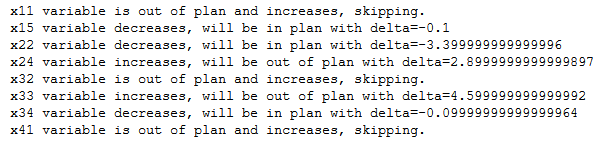 x11 variable is out of plan and increases, skipping.
x15 variable decreases, will be in plan with delta=-0.1
x22 variable decreases, will be in plan with delta=-3.399999999999996
x24 variable increases, will be out of plan with delta=2.8999999999999897
x32 variable is out of plan and increases, skipping.
x33 variable increases, will be out of plan with delta=4.599999999999992
x34 variable decreases, will be in plan with delta=-0.09999999999999964
x41 variable is out of plan and increases, skipping.